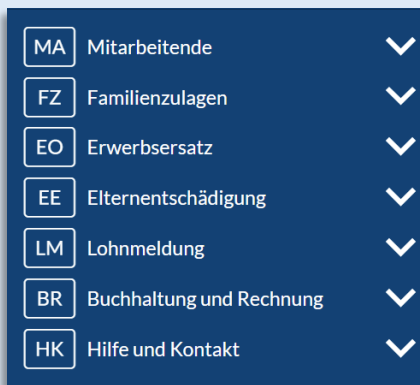 MA Mitarbeitende
FZ Familienzulagen
EO Erwerbsersatz
EE Elternentschädigung
LM Lohnmeldung
BR Buchhaltung und Rechnung
HK Hilfe und Kontakt